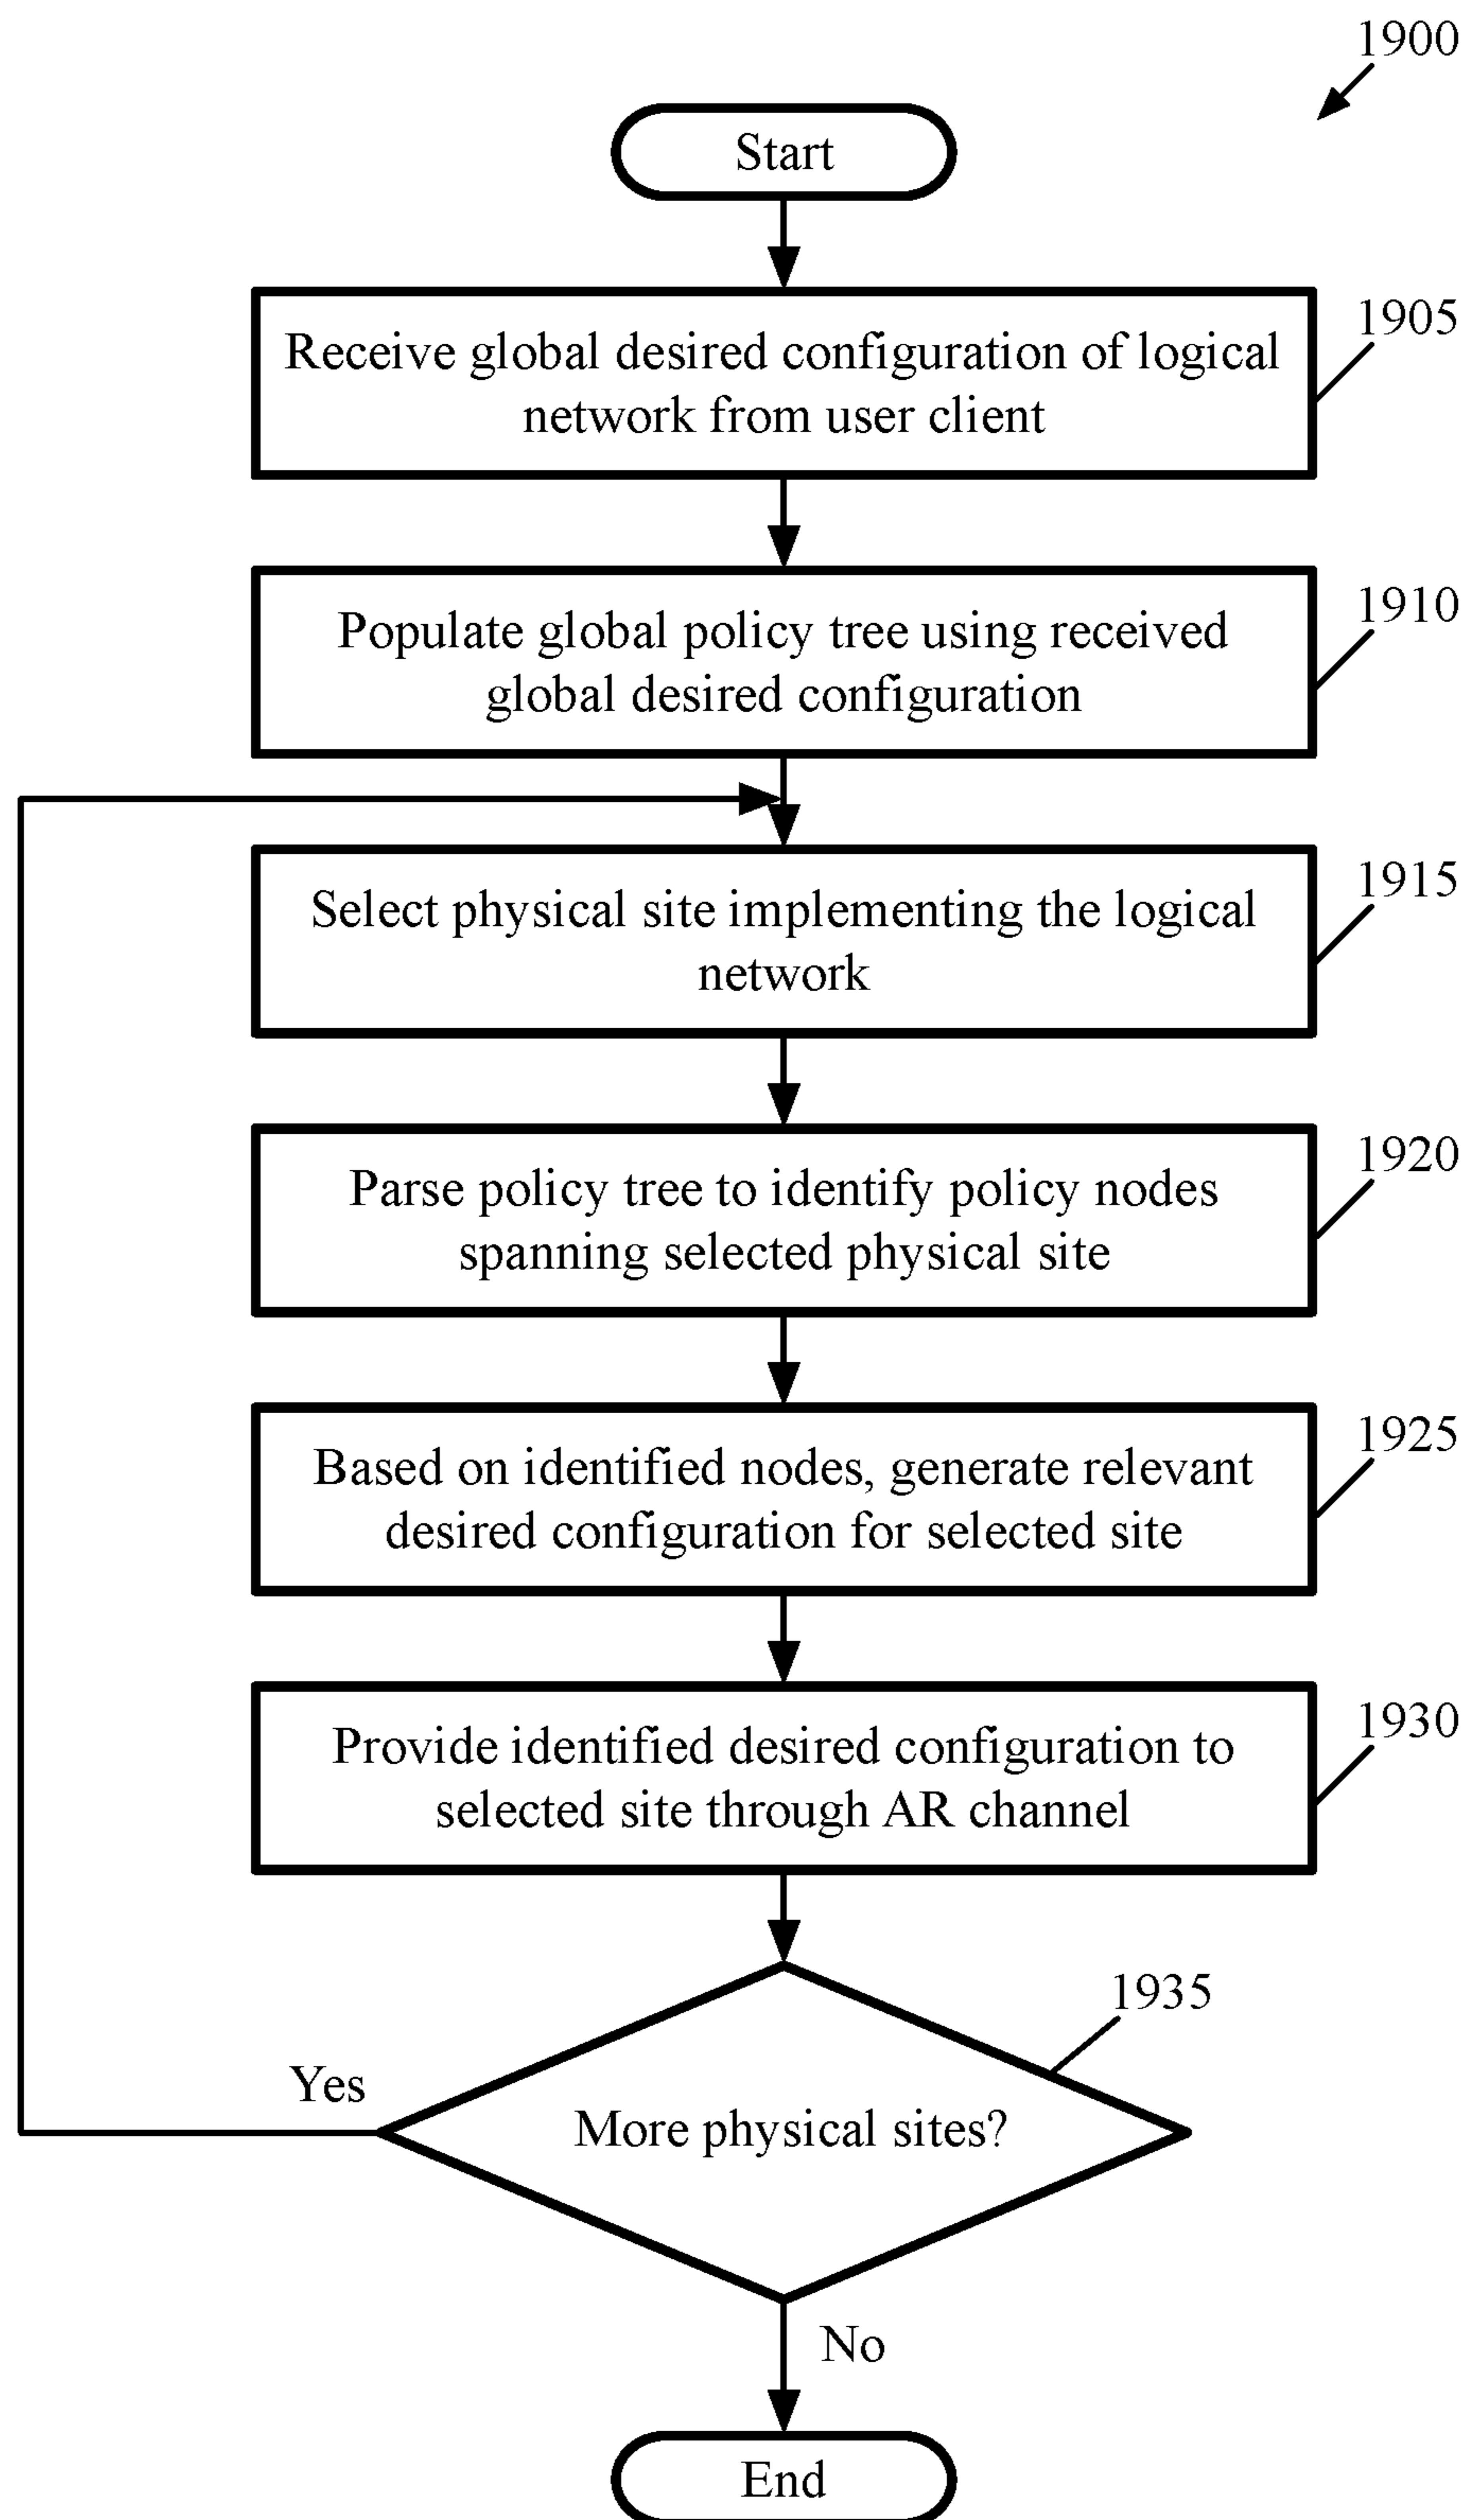 1900
Start
Receive global desired configuration of logical
network from user client
1905
Populate global policy tree using received
global desired configuration
1910
Select physical site implementing the logical
network
1915
Parse policy tree to identify policy nodes
spanning selected physical site
1920
Based on identified nodes, generate relevant
desired configuration for selected site
1925
Provide identified desired configuration to
selected site through AR channel
1930
1935
Yes
More physical sites?
No
End